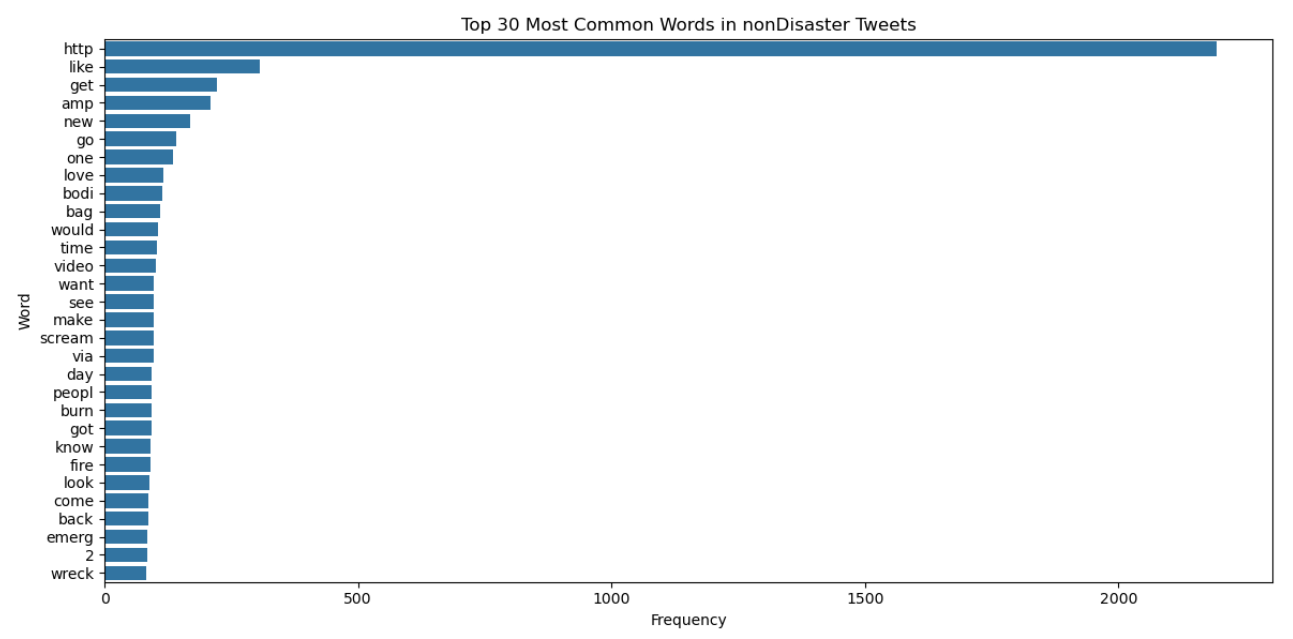 Top 30 Most Common Words in nonDisaster Tweets
http
like
get
amp
new
go
one
love
bodi
bag
would
time
video
want
see
make
scream
via
day
peopl
burn
got
know
fire
look
come
back
emerg
2
wreck
Word
0 500 1000 1500 2000
Frequency